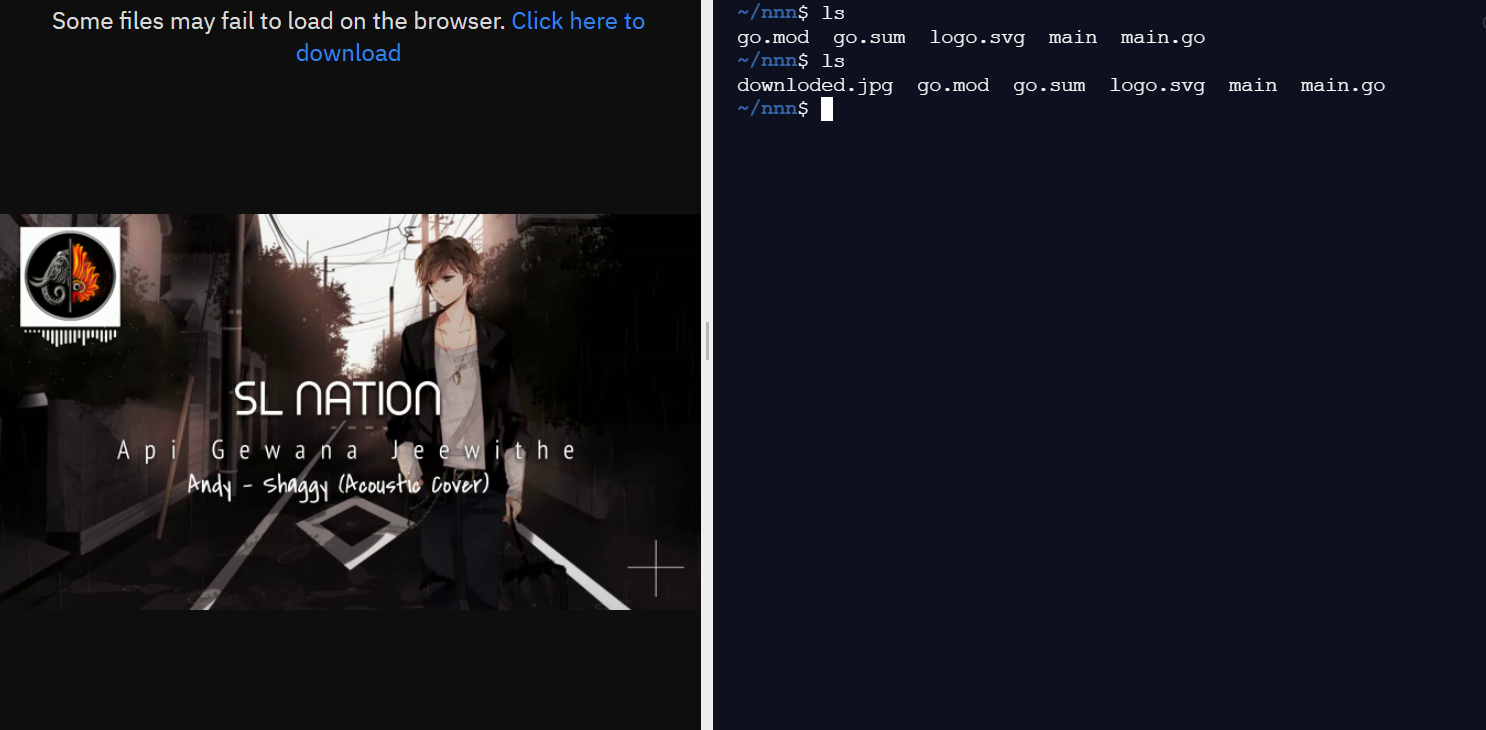 Some files may fail to load on the browser. Click here to
download
SL NATION
Api Gewana Jeewithe
Andy - Shaggy (Acoustic Cover)
~/nnn$ ls
go.mod  go.sum  logo.svg  main  main.go
~/nnn$ ls
downloded.jpg  go.mod  go.sum  logo.svg  main  main.go
~/nnn$